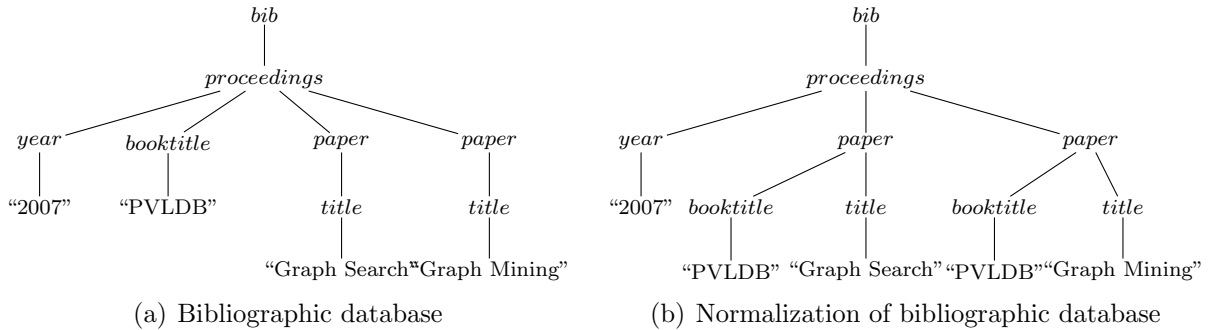 bib
proceedings
year booktitle paper paper
"2007" "PVLDB" title title
"Graph Search" "Graph Mining"
(a) Bibliographic database
bib
proceedings
year paper paper
"2007" booktitle title booktitle title
"PVLDB" "Graph Search" "PVLDB" "Graph Mining"
(b) Normalization of bibliographic database